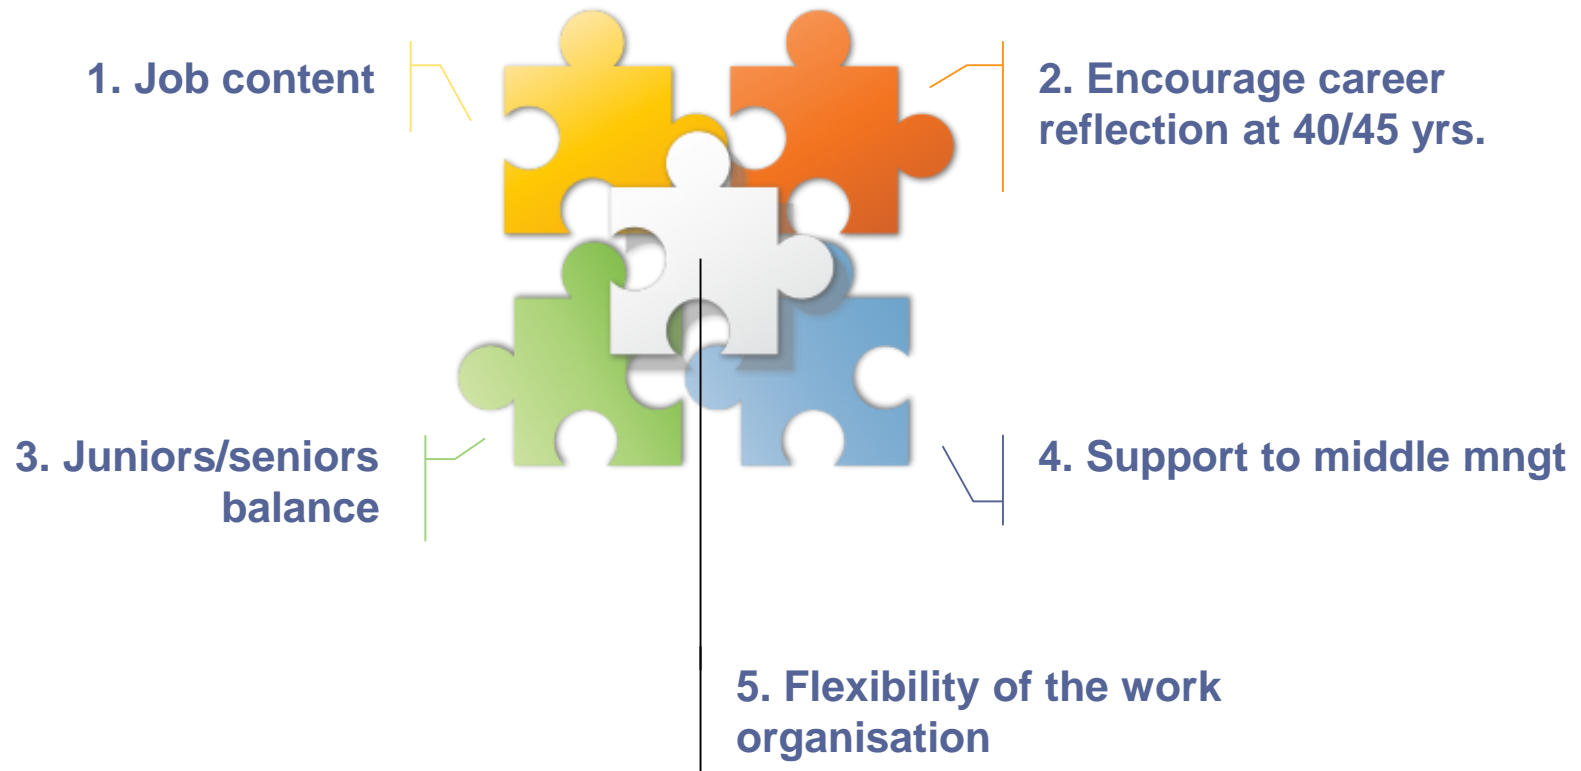 1. Job content
2. Encourage career
reflection at 40/45 yrs.
3. Juniors/seniors
balance
4. Support to middle mngt
5. Flexibility of the work
organisation